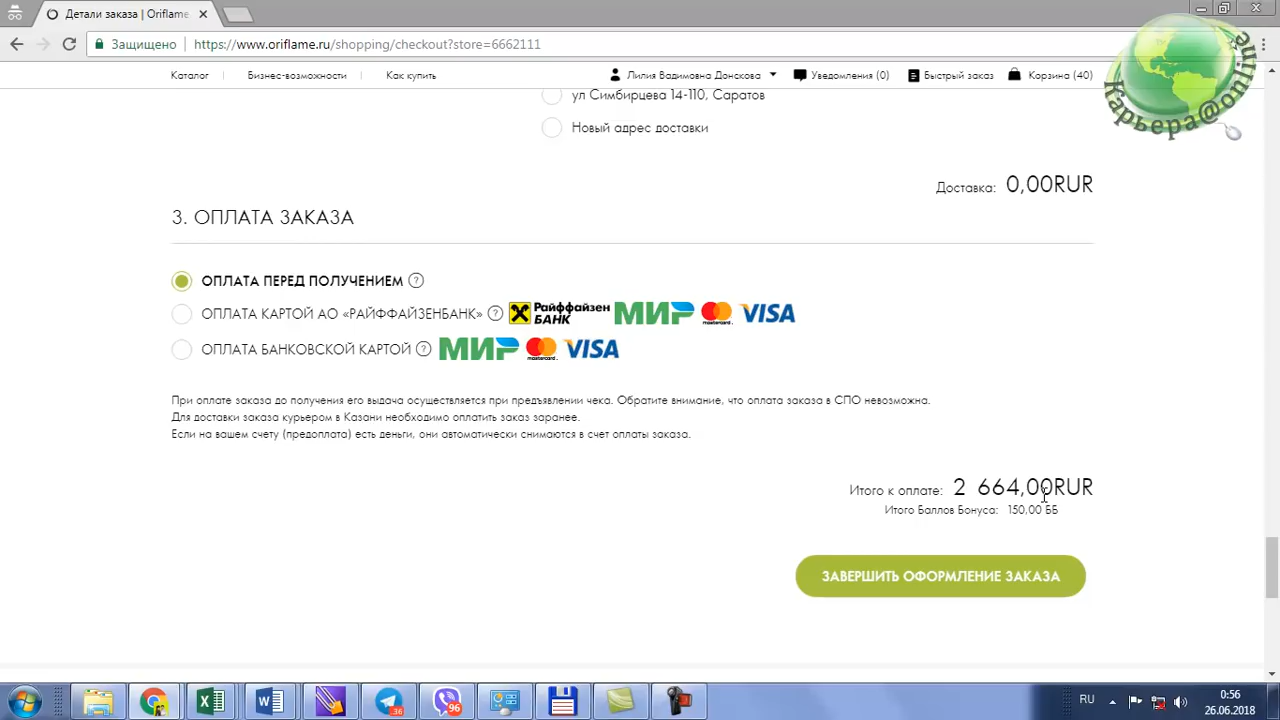 Детали заказа | Oriflame
Защищено https://www.oriflame.ru/shopping/checkout?store=6662111
Каталог Бизнес-возможности Как купить Лилия Вадимовна Донскова Уведомления (0) Быстрый заказ Корзина (40)
Карьера@online
ул Симбирцева 14-110, Саратов
Новый адрес доставки
Доставка: 0,00RUR
3. ОПЛАТА ЗАКАЗА
ОПЛАТА ПЕРЕД ПОЛУЧЕНИЕМ ?
ОПЛАТА КАРТОЙ АО «РАЙФФАЙЗЕНБАНК» ? Райффайзен БАНК МИР mastercard. VISA
ОПЛАТА БАНКОВСКОЙ КАРТОЙ ? МИР mastercard. VISA
При оплате заказа до получения его выдача осуществляется при предъявлении чека. Обратите внимание, что оплата заказа в СПО невозможна.
Для доставки заказа курьером в Казани необходимо оплатить заказ заранее.
Если на вашем счету (предоплата) есть деньги, они автоматически снимаются в счет оплаты заказа.
Итого к оплате: 2 664,00RUR
Итого Баллов Бонуса: 150,00 ББ
ЗАВЕРШИТЬ ОФОРМЛЕНИЕ ЗАКАЗА
36 96 RU 0:56
26.06.2018